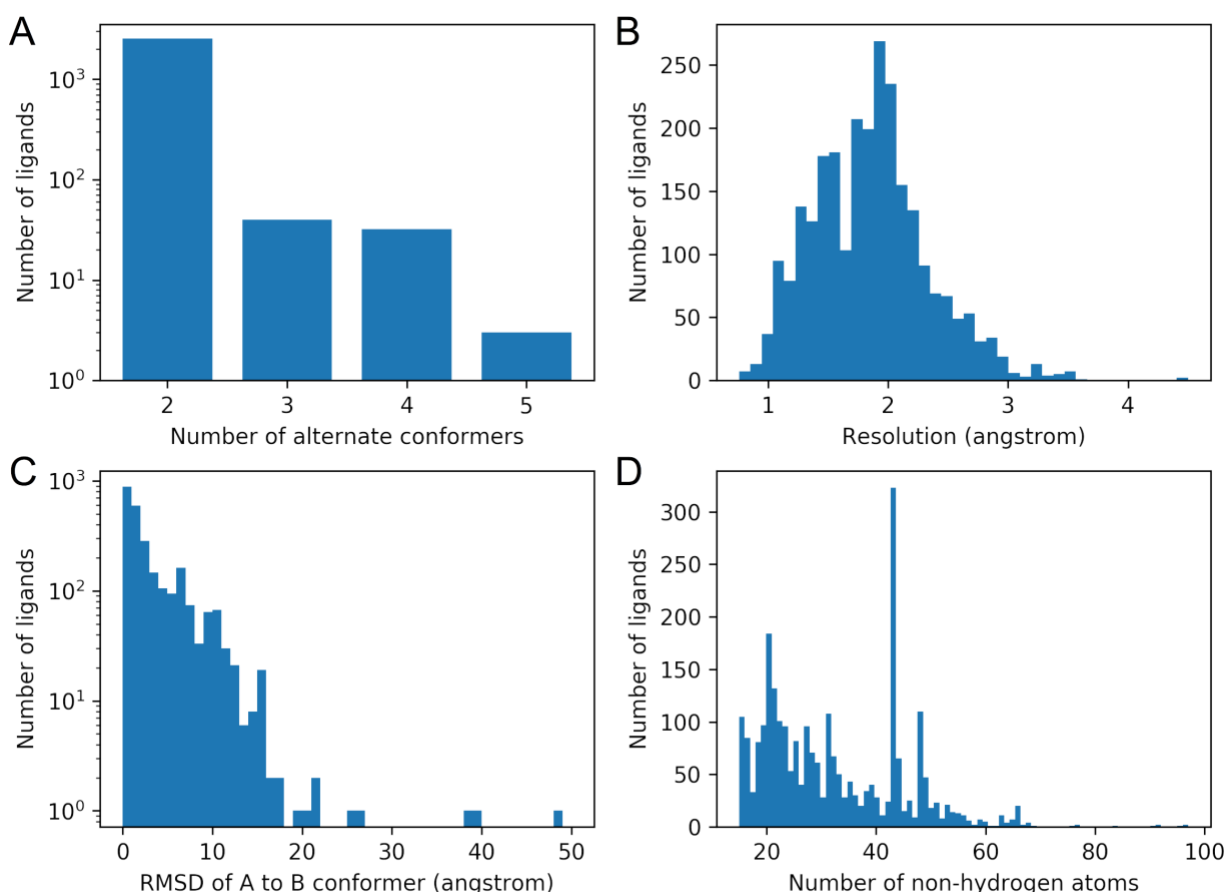 A
Number of ligands
10³
10²
10¹
10⁰
2 3 4 5
Number of alternate conformers
B
Number of ligands
250
200
150
100
50
0
1 2 3 4
Resolution (angstrom)
C
Number of ligands
10³
10²
10¹
10⁰
0 10 20 30 40 50
RMSD of A to B conformer (angstrom)
D
Number of ligands
300
250
200
150
100
50
0
20 40 60 80 100
Number of non-hydrogen atoms